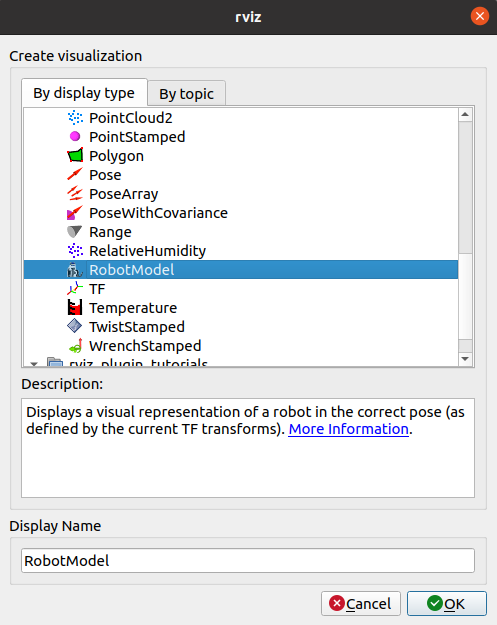 rviz
Create visualization
By display type
By topic
PointCloud2
PointStamped
Polygon
Pose
PoseArray
PoseWithCovariance
Range
RelativeHumidity
RobotModel
TF
Temperature
TwistStamped
WrenchStamped
rviz_plugin_tutorials
Description:
Displays a visual representation of a robot in the correct pose (as
defined by the current TF transforms). More Information.
Display Name
RobotModel
Cancel
OK